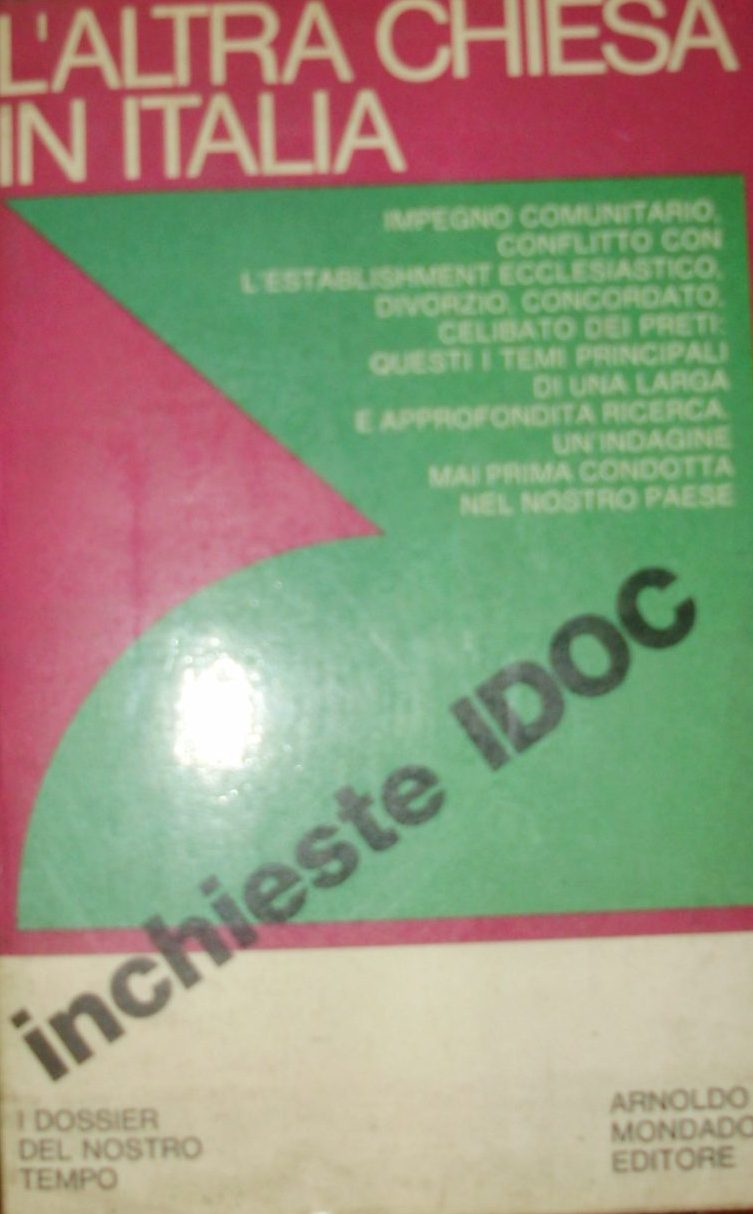 L'ALTRA CHIESA
IN ITALIA
IMPEGNO COMUNITARIO,
CONFLITTO CON
L'ESTABLISHMENT ECCLESIASTICO,
DIVORZIO, CONCORDATO,
CELIBATO DEI PRETI:
QUESTI I TEMI PRINCIPALI
DI UNA LARGA
E APPROFONDITA RICERCA.
UN'INDAGINE
MAI PRIMA CONDOTTA
NEL NOSTRO PAESE
inchieste IDOC
I DOSSIER
DEL NOSTRO
TEMPO
ARNOLDO
MONDADO
EDITORE